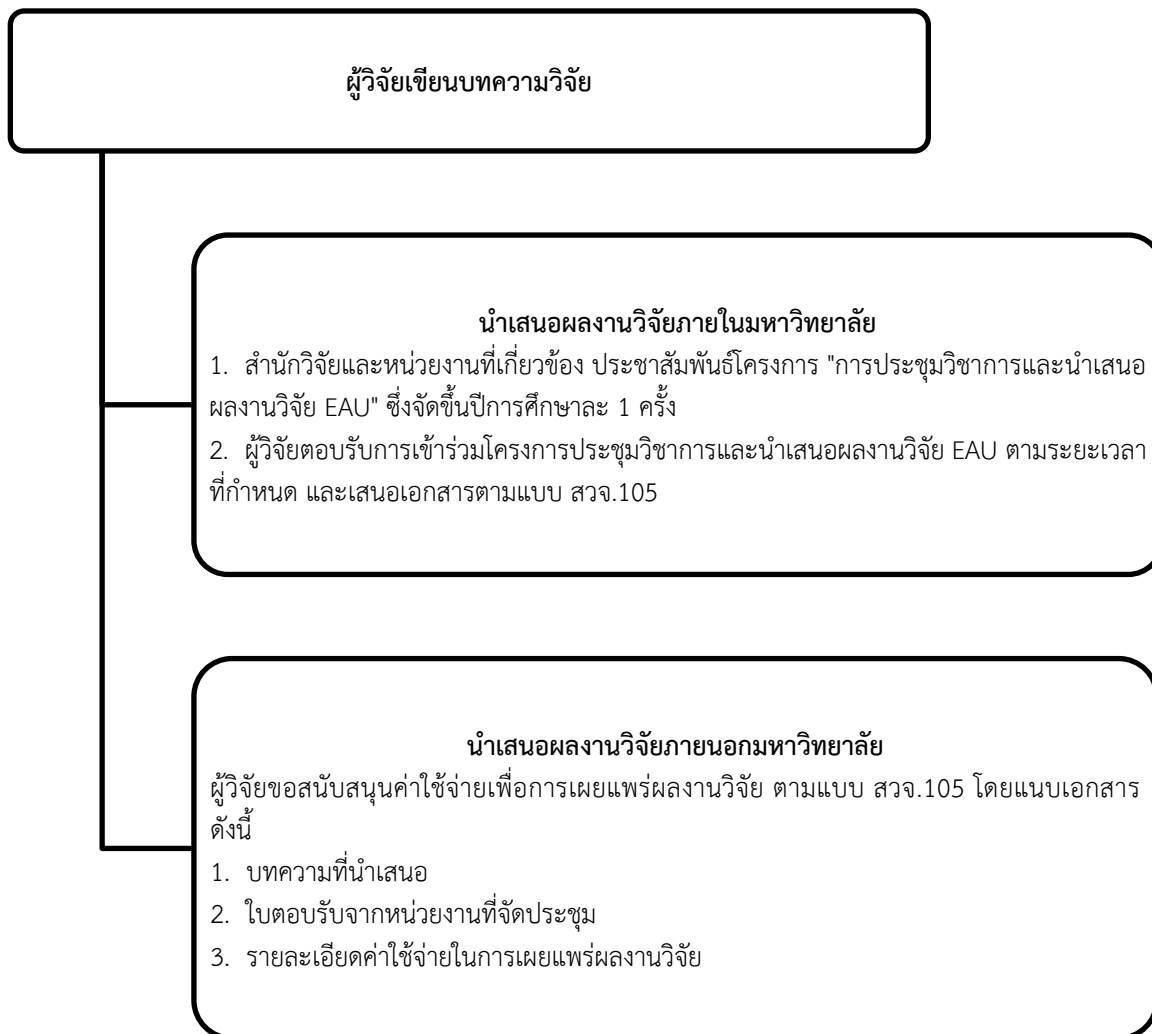 ผู้วิจัยเขียนบทความวิจัย
นำเสนอผลงานวิจัยภายในมหาวิทยาลัย
1. สำนักวิจัยและหน่วยงานที่เกี่ยวข้อง ประชาสัมพันธ์โครงการ "การประชุมวิชาการและนำเสนอ
ผลงานวิจัย EAU" ซึ่งจัดขึ้นปีการศึกษาละ 1 ครั้ง
2. ผู้วิจัยตอบรับการเข้าร่วมโครงการประชุมวิชาการและนำเสนอผลงานวิจัย EAU ตามระยะเวลา
ที่กำหนด และเสนอเอกสารตามแบบ สวจ.105
นำเสนอผลงานวิจัยภายนอกมหาวิทยาลัย
ผู้วิจัยขอสนับสนุนค่าใช้จ่ายเพื่อการเผยแพร่ผลงานวิจัย ตามแบบ สวจ.105 โดยแนบเอกสาร
ดังนี้
1. บทความที่นำเสนอ
2. ใบตอบรับจากหน่วยงานที่จัดประชุม
3. รายละเอียดค่าใช้จ่ายในการเผยแพร่ผลงานวิจัย